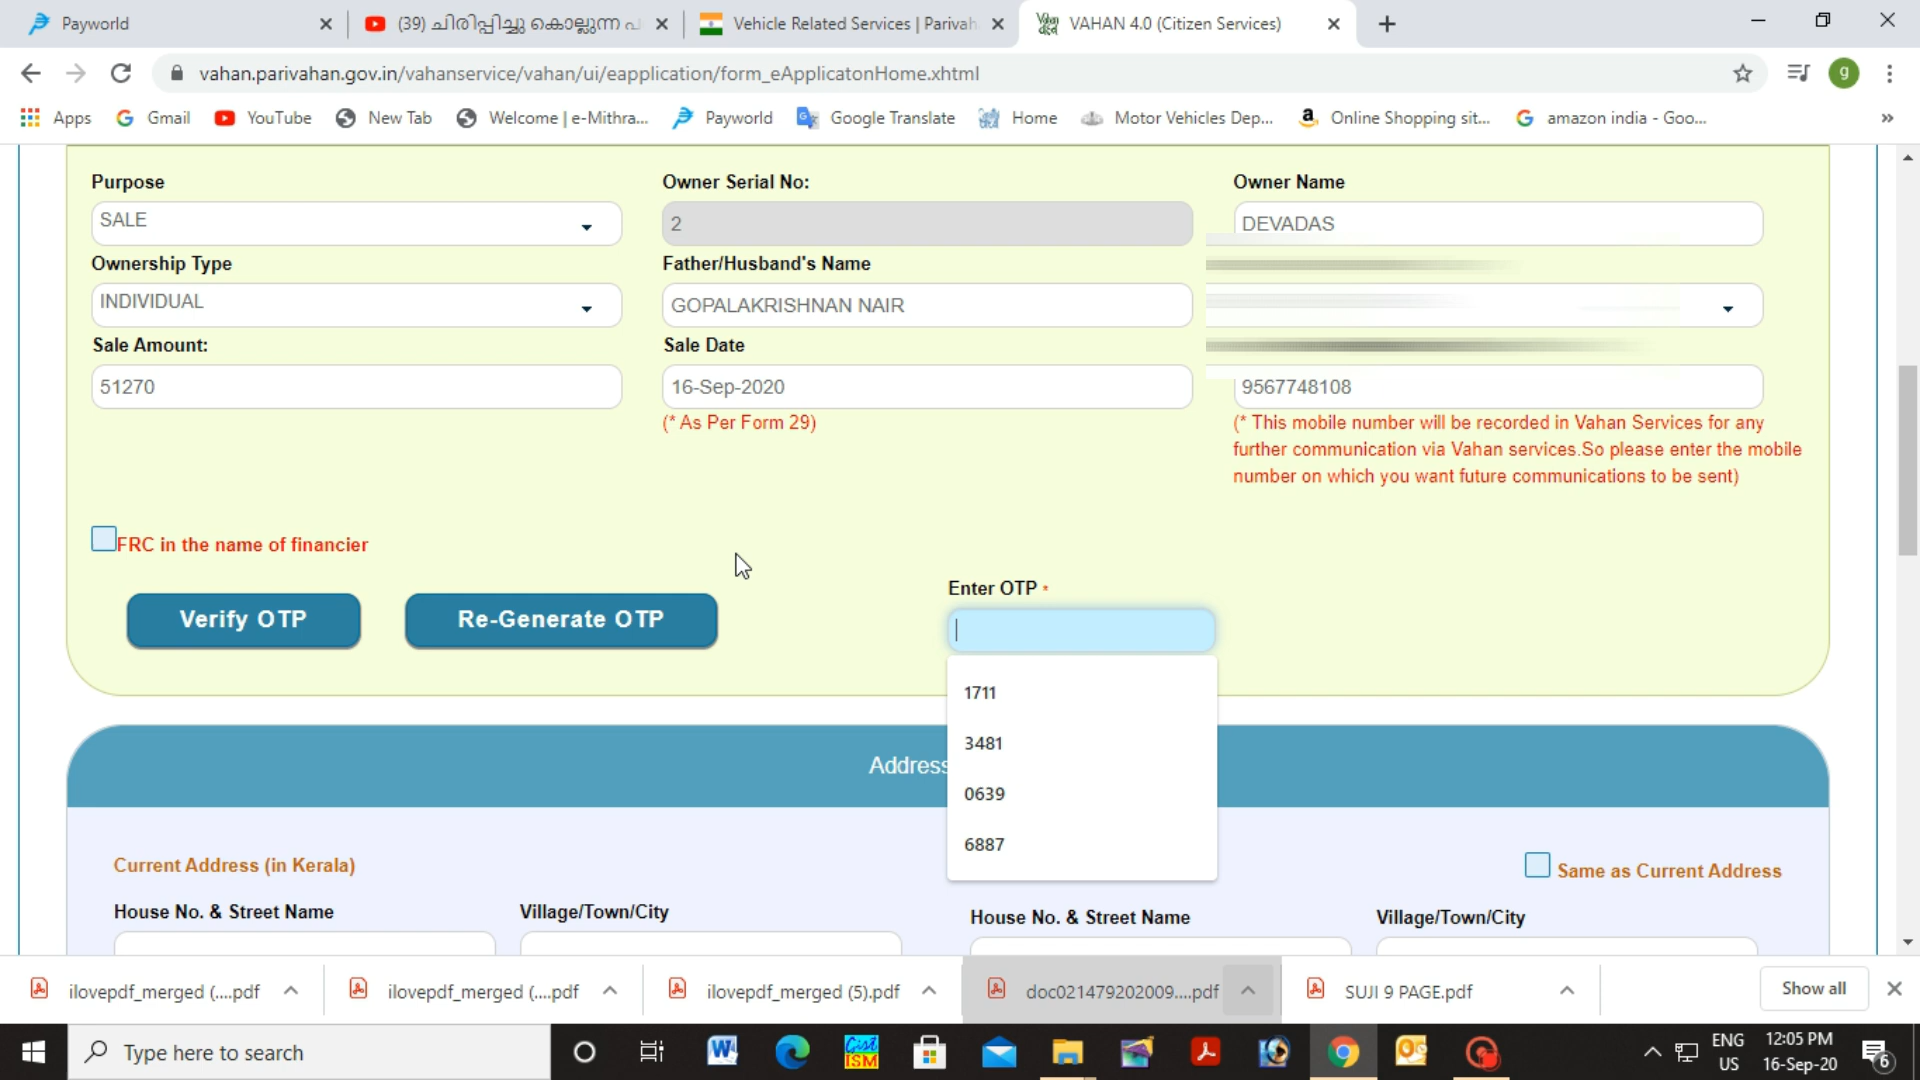 Payworld
(39) ചിരിപ്പിച്ചു കൊല്ലുന്ന
Vehicle Related Services | Parivah
VAHAN 4.0 (Citizen Services)
vahan.parivahan.gov.in/vahanservice/vahan/ui/eapplication/form_eApplicatonHome.xhtml
g
Apps
Gmail
YouTube
New Tab
Welcome | e-Mithra...
Payworld
Google Translate
Home
Motor Vehicles Dep...
Online Shopping sit...
amazon india - Goo...
»
Purpose
Owner Serial No:
Owner Name
SALE
2
DEVADAS
Ownership Type
Father/Husband's Name
INDIVIDUAL
GOPALAKRISHNAN NAIR
Sale Amount:
Sale Date
51270
16-Sep-2020
9567748108
(* As Per Form 29)
(* This mobile number will be recorded in Vahan Services for any
further communication via Vahan services.So please enter the mobile
number on which you want future communications to be sent)
FRC in the name of financier
Enter OTP *
Verify OTP
Re-Generate OTP
1711
3481
0639
6887
Address
Current Address (in Kerala)
Same as Current Address
House No. & Street Name
Village/Town/City
House No. & Street Name
Village/Town/City
ilovepdf_merged (....pdf
ilovepdf_merged (....pdf
ilovepdf_merged (5).pdf
doc021479202009....pdf
SUJI 9 PAGE.pdf
Show all
Type here to search
Gist
ISM
ENG
US
12:05 PM
16-Sep-20
6